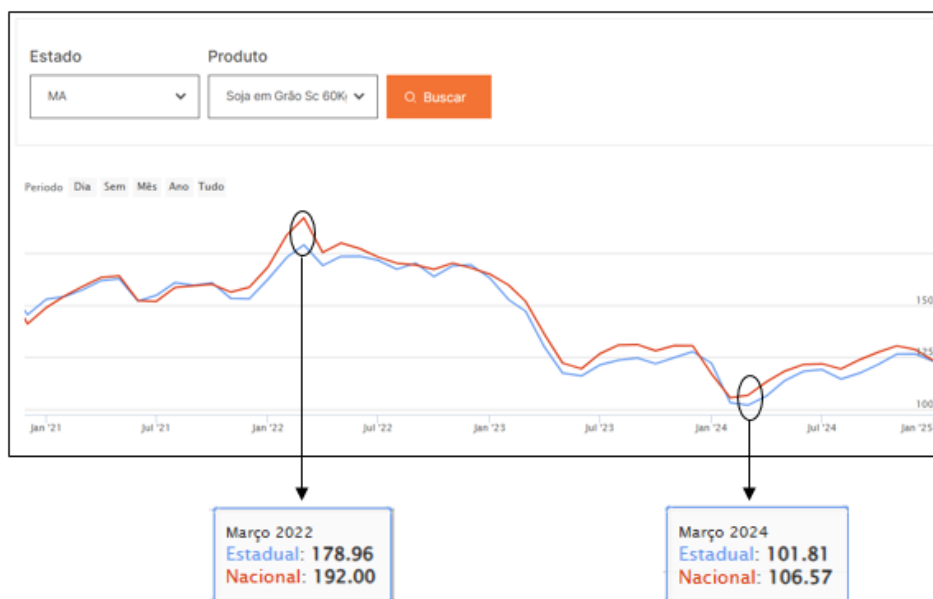 Estado Produto
MA Soja em Grão Sc 60K Buscar
Periodo Dia Sem Mês Ano Tudo
150
125
100
Jan '21 Jul '21 Jan '22 Jul '22 Jan '23 Jul '23 Jan '24 Jul '24 Jan '25
Março 2022
Estadual: 178.96
Nacional: 192.00
Março 2024
Estadual: 101.81
Nacional: 106.57